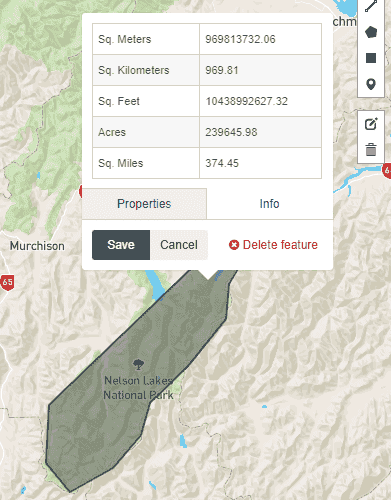 chm
Sq. Meters 969813732.06
Sq. Kilometers 969.81
Sq. Feet 10438992627.32
Acres 239645.98
Sq. Miles 374.45
Properties Info
Save Cancel Delete feature
Murchison
65
6
Nelson Lakes
National Park